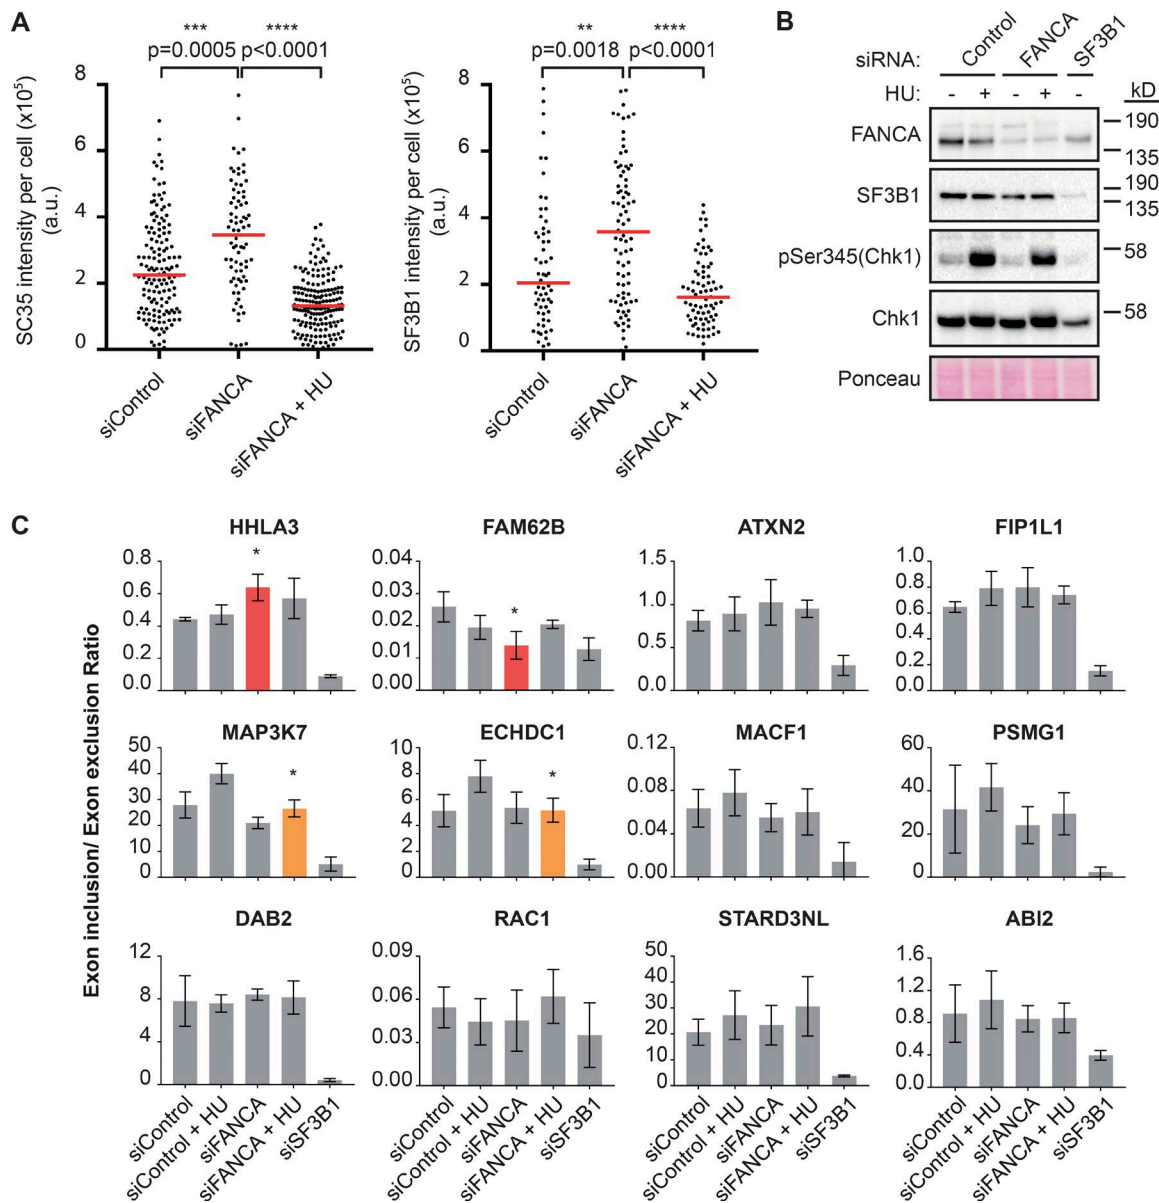 A
*** ****
p=0.0005 p<0.0001
SC35 intensity per cell (x10⁵)
(a.u.)
8
6
4
2
0
siControl
siFANCA
siFANCA + HU
** ****
p=0.0018 p<0.0001
SF3B1 intensity per cell (x10⁵)
(a.u.)
8
6
4
2
0
siControl
siFANCA
siFANCA + HU
B
siRNA: Control FANCA SF3B1
HU: - + - + - kD
FANCA 190
135
SF3B1 190
135
pSer345(Chk1) 58
Chk1 58
Ponceau
C
Exon inclusion/ Exon exclusion Ratio
HHLA3
0.8
0.6
0.4
0.2
0.0
*
FAM62B
0.04
0.03
0.02
0.01
0.00
*
ATXN2
1.5
1.0
0.5
0.0
FIP1L1
1.0
0.8
0.6
0.4
0.2
0.0
MAP3K7
50
40
30
20
10
0
*
ECHDC1
10
8
6
4
2
0
*
MACF1
0.12
0.08
0.04
0.00
PSMG1
60
40
20
0
DAB2
12
8
4
0
siControl
siControl + HU
siFANCA
siFANCA + HU
siSF3B1
RAC1
0.09
0.06
0.03
0.00
siControl
siControl + HU
siFANCA
siFANCA + HU
siSF3B1
STARD3NL
50
40
30
20
10
0
siControl
siControl + HU
siFANCA
siFANCA + HU
siSF3B1
ABI2
1.6
1.2
0.8
0.4
0.0
siControl
siControl + HU
siFANCA
siFANCA + HU
siSF3B1